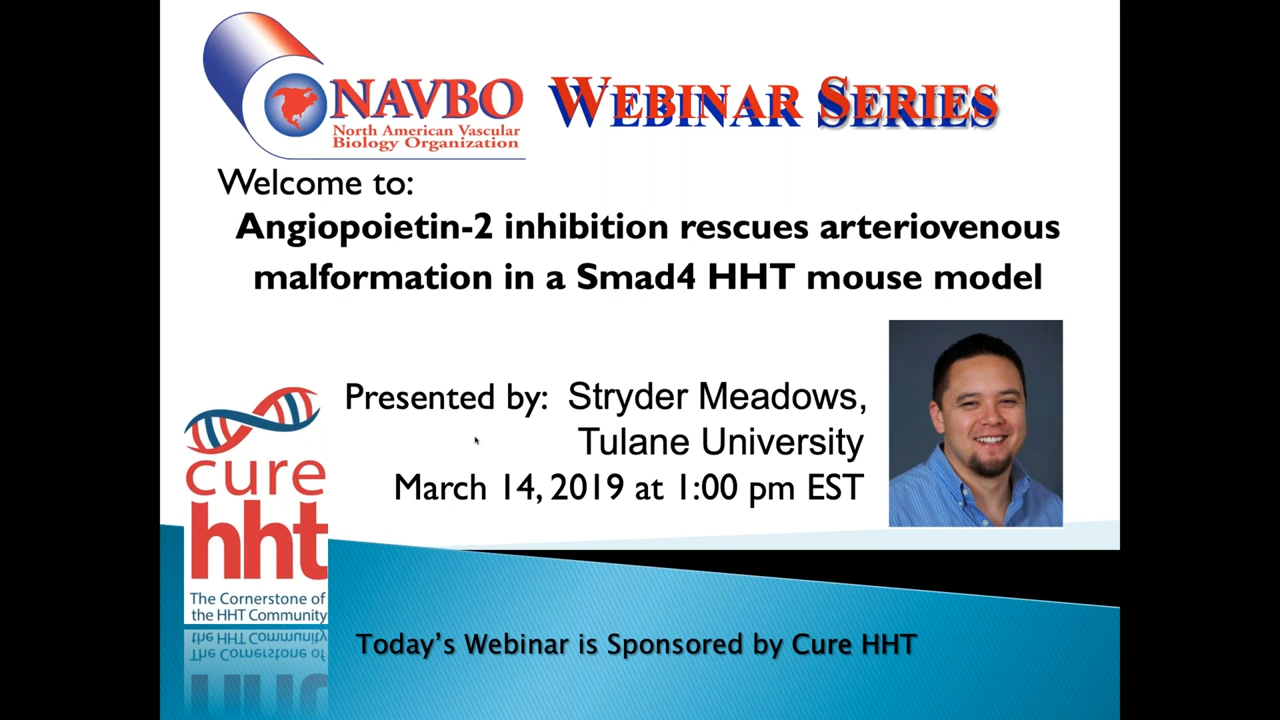 NAVBO
North American Vascular
Biology Organization
WEBINAR SERIES
Welcome to:
Angiopoietin-2 inhibition rescues arteriovenous
malformation in a Smad4 HHT mouse model
Presented by: Stryder Meadows,
Tulane University
March 14, 2019 at 1:00 pm EST
cure
hht
The Cornerstone of
the HHT Community
Today's Webinar is Sponsored by Cure HHT